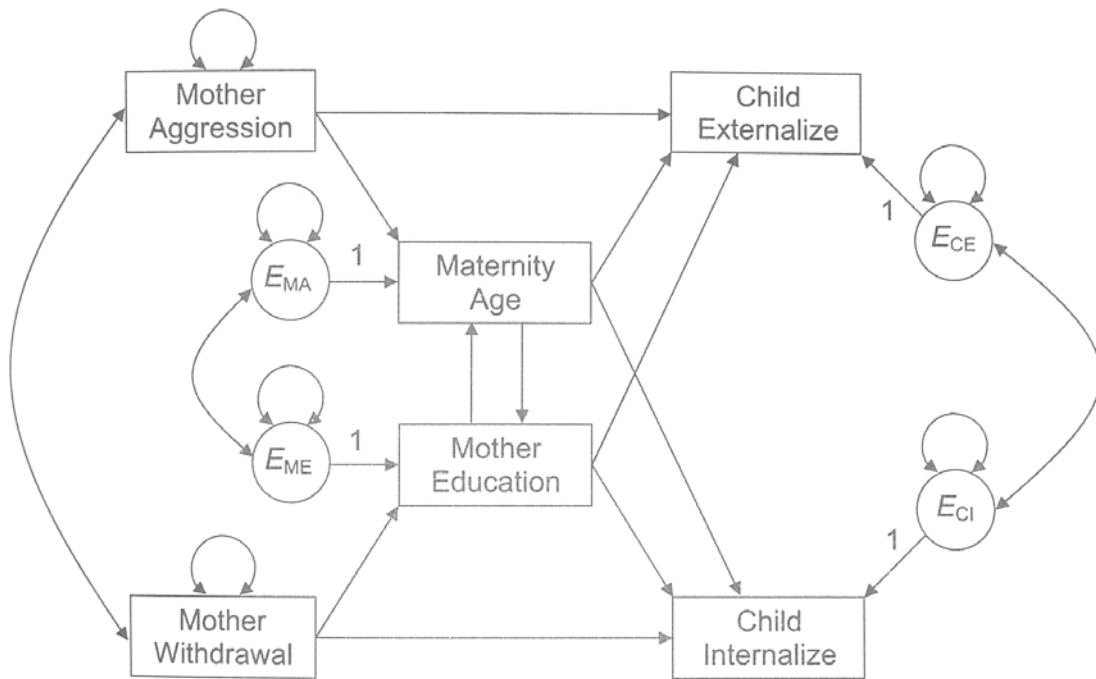 Mother
Aggression
Child
Externalize
1
E_CE
E_MA
1
Maternity
Age
E_ME
1
Mother
Education
E_CI
1
Mother
Withdrawal
Child
Internalize